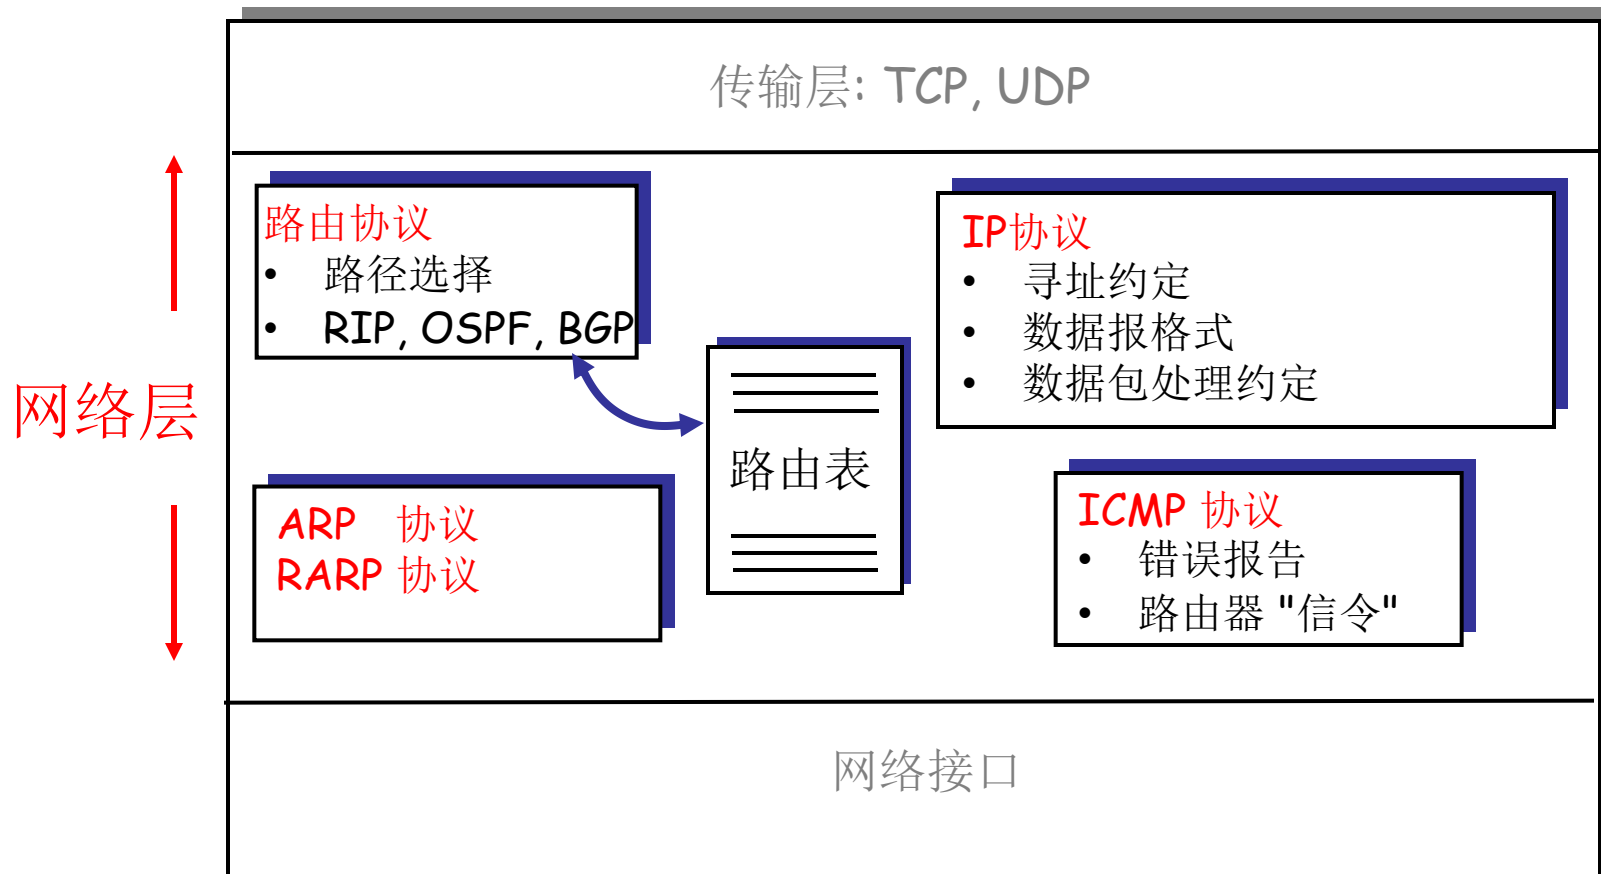 传输层: TCP, UDP
网络层
路由协议
• 路径选择
• RIP, OSPF, BGP
IP协议
• 寻址约定
• 数据报格式
• 数据包处理约定
路由表
ARP 协议
RARP 协议
ICMP 协议
• 错误报告
• 路由器 "信令"
网络接口